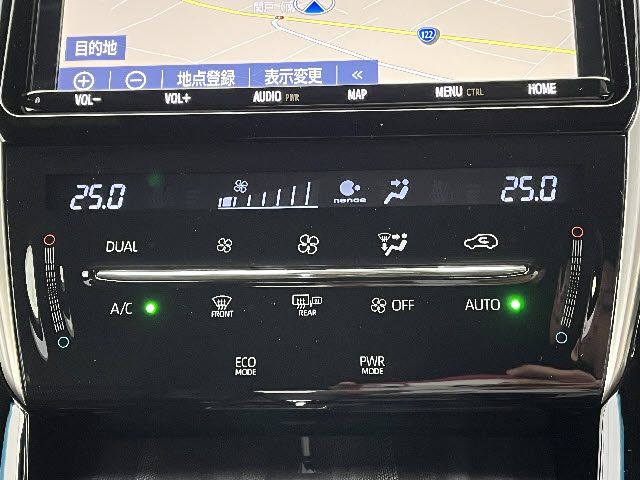 122
目的地
地点登録 表示変更 «
VOL− VOL+ AUDIO PWR MAP MENU CTRL HOME
25.0 nanoe 25.0
DUAL
A/C FRONT REAR OFF AUTO
ECO MODE PWR MODE